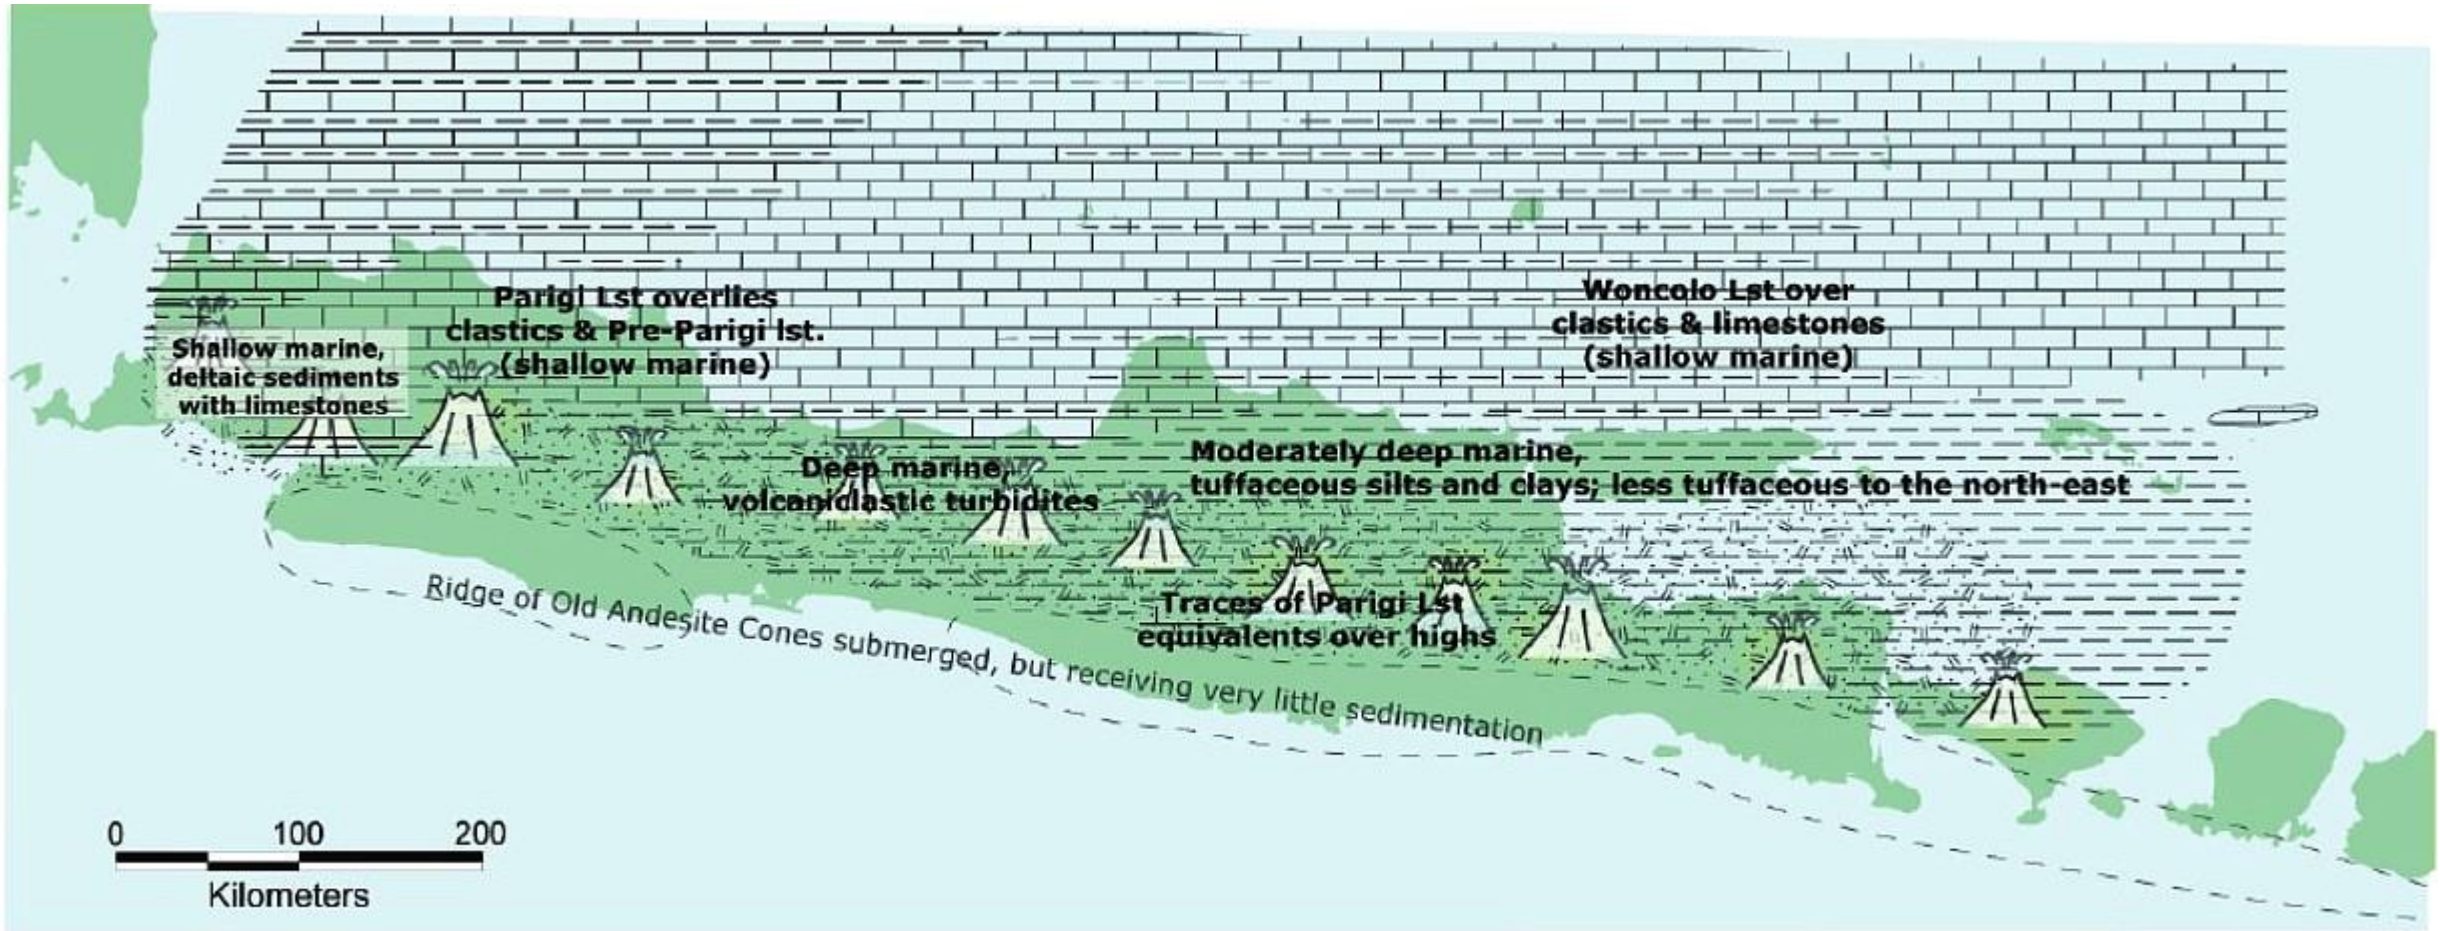 Parigi Lst overlies
clastics & Pre-Parigi lst.
(shallow marine)
Woncolo Lst over
clastics & limestones
(shallow marine)
Shallow marine,
deltaic sediments
with limestones
Deep marine,
volcaniclastic turbidites
Moderately deep marine,
tuffaceous silts and clays; less tuffaceous to the north-east
Traces of Parigi Lst
equivalents over highs
Ridge of Old Andesite Cones submerged, but receiving very little sedimentation
0 100 200
Kilometers